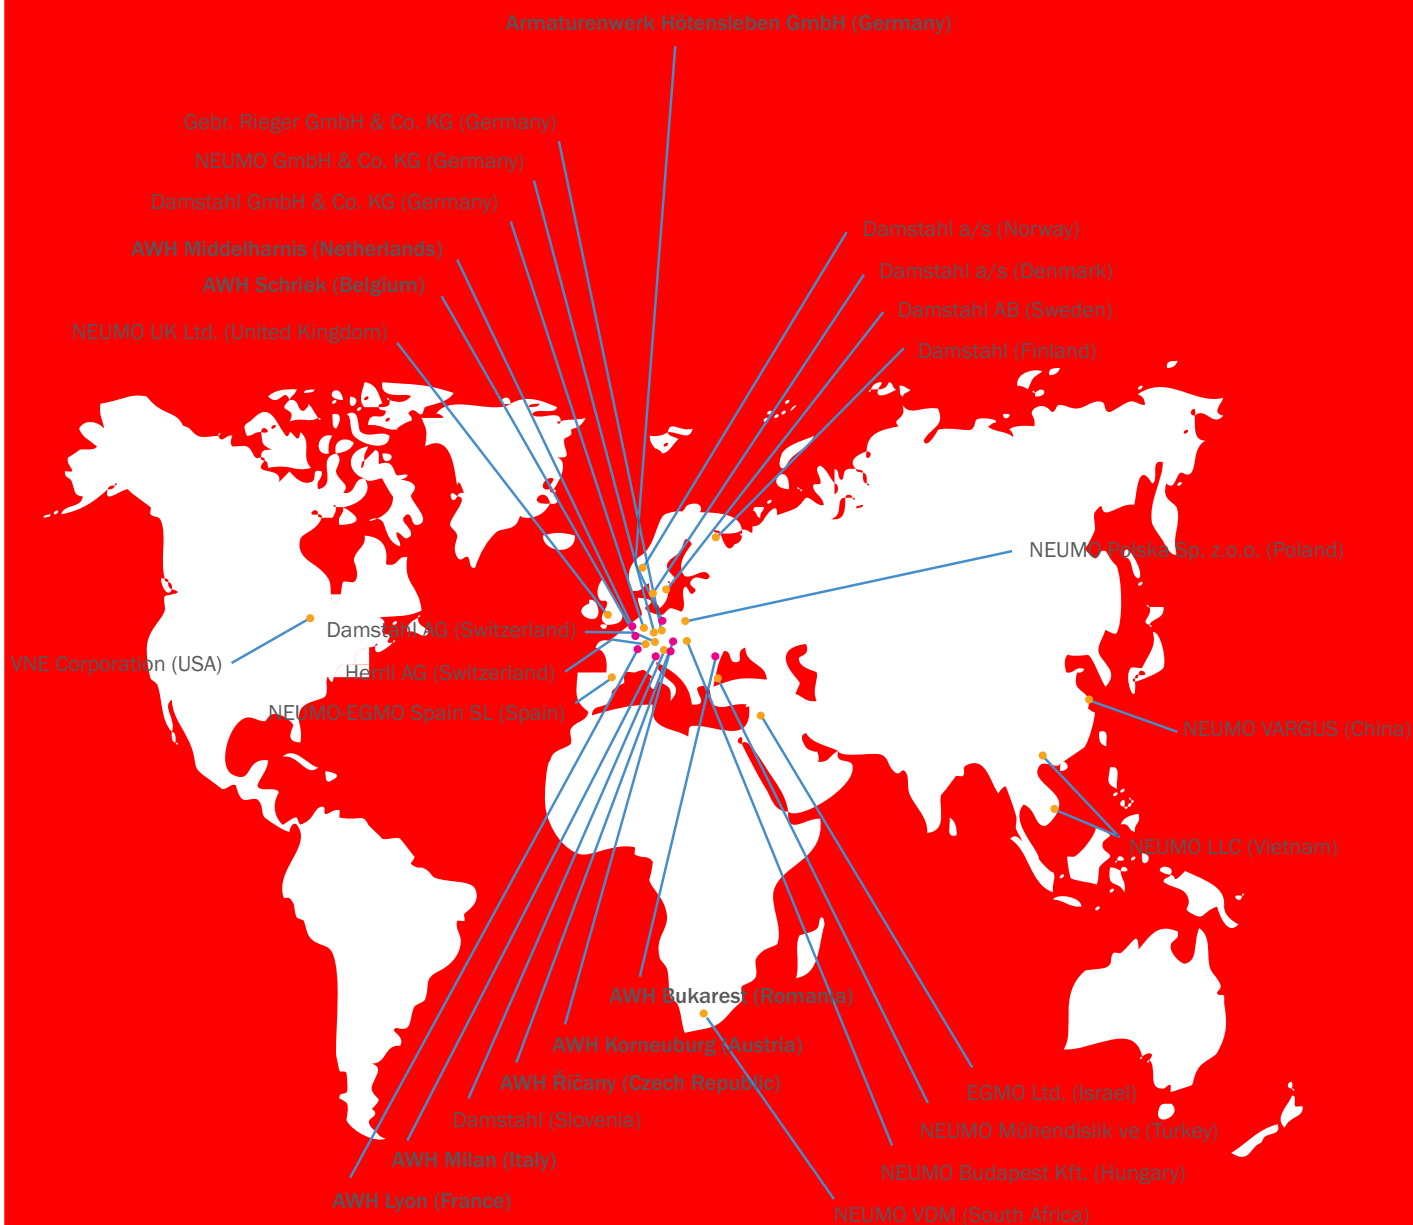 Armaturenwerk Hötensleben GmbH (Germany)
Gebr. Rieger GmbH & Co. KG (Germany)
NEUMO GmbH & Co. KG (Germany)
Damstahl GmbH & Co. KG (Germany)
AWH Middelharnis (Netherlands)
AWH Schriek (Belgium)
NEUMO UK Ltd. (United Kingdom)
Damstahl a/s (Norway)
Damstahl a/s (Denmark)
Damstahl AB (Sweden)
Damstahl (Finland)
NEUMO Polska Sp. z.o.o. (Poland)
Damstahl AG (Switzerland)
VNE Corporation (USA)
Herrli AG (Switzerland)
NEUMO-EGMO Spain SL (Spain)
NEUMO VARGUS (China)
NEUMO LLC (Vietnam)
AWH Bukarest (Romania)
AWH Korneuburg (Austria)
AWH Říčany (Czech Republic)
Damstahl (Slovenia)
AWH Milan (Italy)
AWH Lyon (France)
EGMO Ltd. (Israel)
NEUMO Mühendislik ve (Turkey)
NEUMO Budapest Kft. (Hungary)
NEUMO VDM (South Africa)